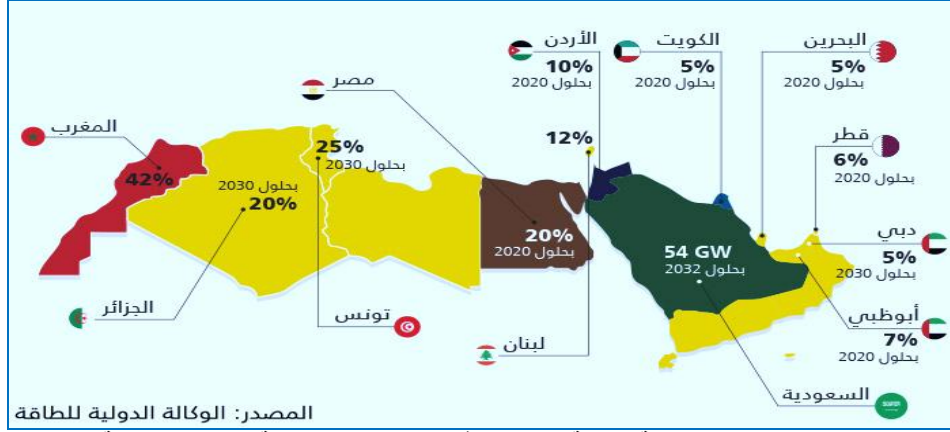 الأردن
10%
بحلول 2020
الكويت
5%
بحلول 2020
البحرين
5%
بحلول 2020
مصر
12%
المغرب
42%
25%
بحلول 2030
بحلول 2030
20%
قطر
6%
بحلول 2020
20%
بحلول 2020
54 GW
بحلول 2032
دبي
5%
بحلول 2030
الجزائر
تونس
لبنان
أبوظبي
7%
بحلول 2020
السعودية
المصدر: الوكالة الدولية للطاقة